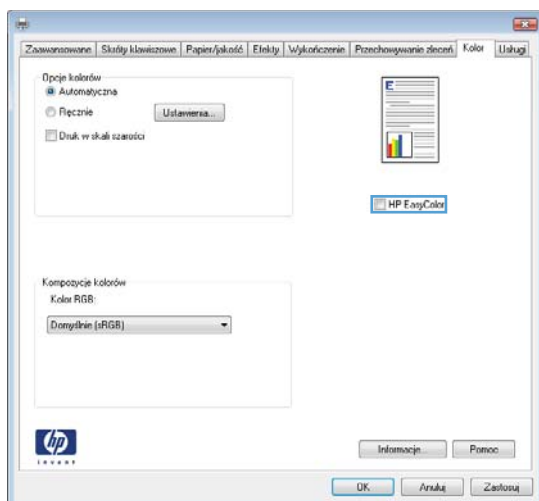 Zaawansowane Skróty klawiszowe Papier/jakość Efekty Wykończenie Przechowywanie zleceń Kolor Usługi
Opcje kolorów
Automatyczna
Ręcznie
Ustawienia...
Druk w skali szarości
E
HP EasyColor
Kompozycje kolorów
Kolor RGB:
Domyślnie (sRGB)
hp
invent
Informacje... Pomoc
OK Anuluj Zastosuj